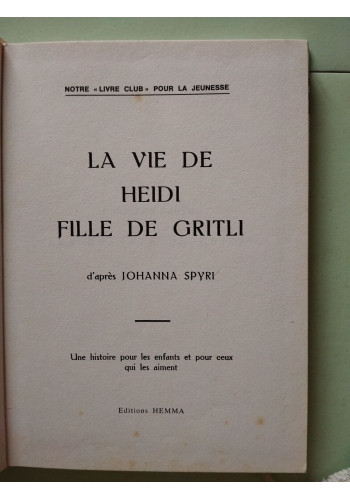 NOTRE « LIVRE CLUB » POUR LA JEUNESSE
LA VIE DE
HEIDI
FILLE DE GRITLI
d'après JOHANNA SPYRI
Une histoire pour les enfants et pour ceux
qui les aiment
Editions HEMMA